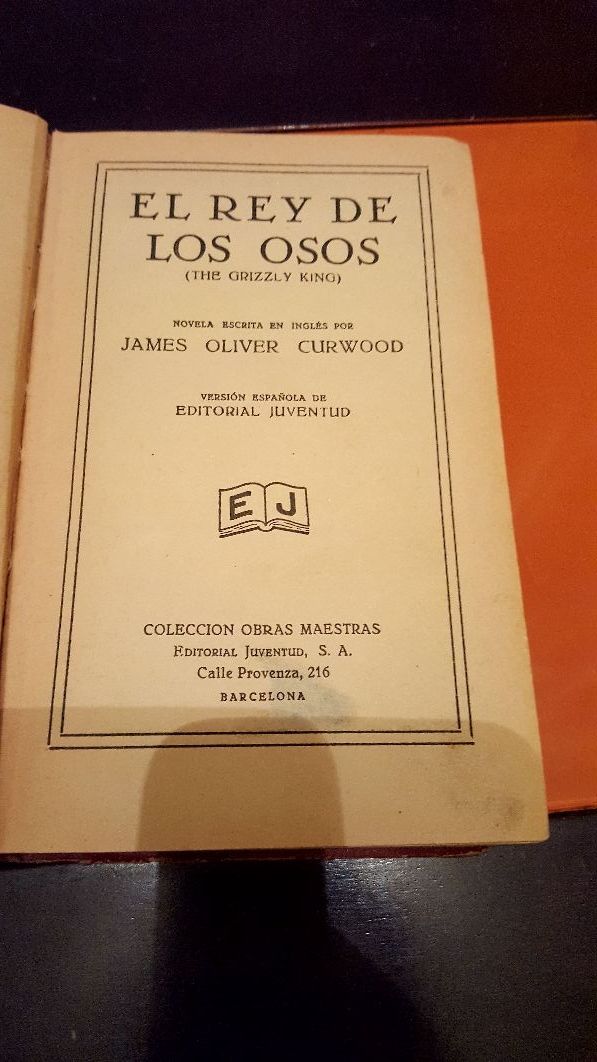 EL REY DE
LOS OSOS
(THE GRIZZLY KING)
NOVELA ESCRITA EN INGLÉS POR
JAMES OLIVER CURWOOD
VERSIÓN ESPAÑOLA DE
EDITORIAL JUVENTUD
E J
COLECCION OBRAS MAESTRAS
EDITORIAL JUVENTUD, S. A.
Calle Provenza, 216
BARCELONA